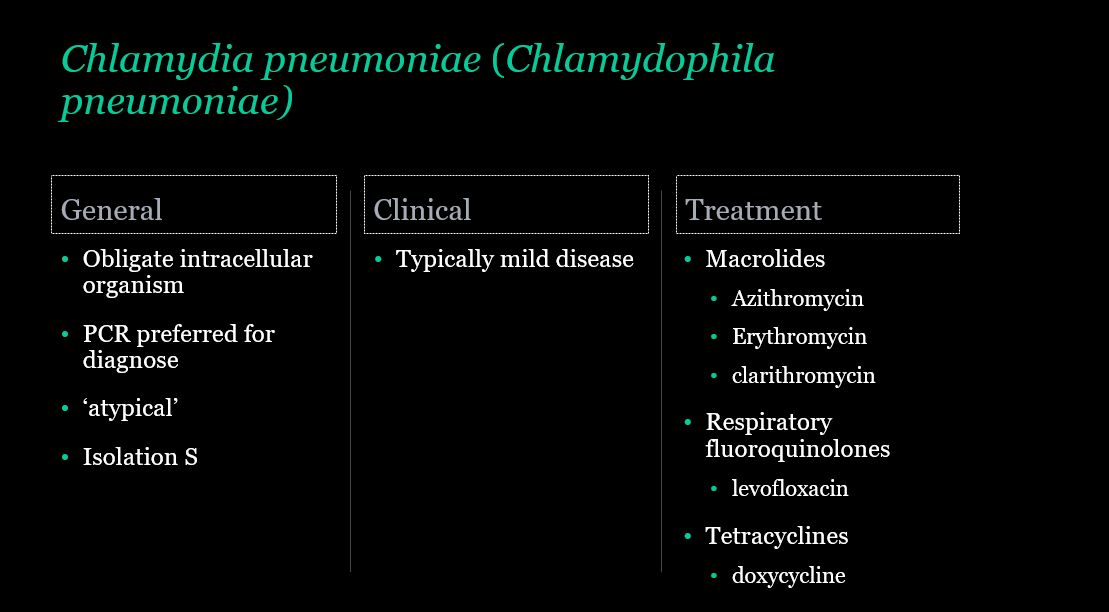 Chlamydia pneumoniae (Chlamydophila
pneumoniae)
General
Obligate intracellular
organism
PCR preferred for
diagnose
‘atypical’
Isolation S
Clinical
Typically mild disease
Treatment
Macrolides
Azithromycin
Erythromycin
clarithromycin
Respiratory
fluoroquinolones
levofloxacin
Tetracyclines
doxycycline